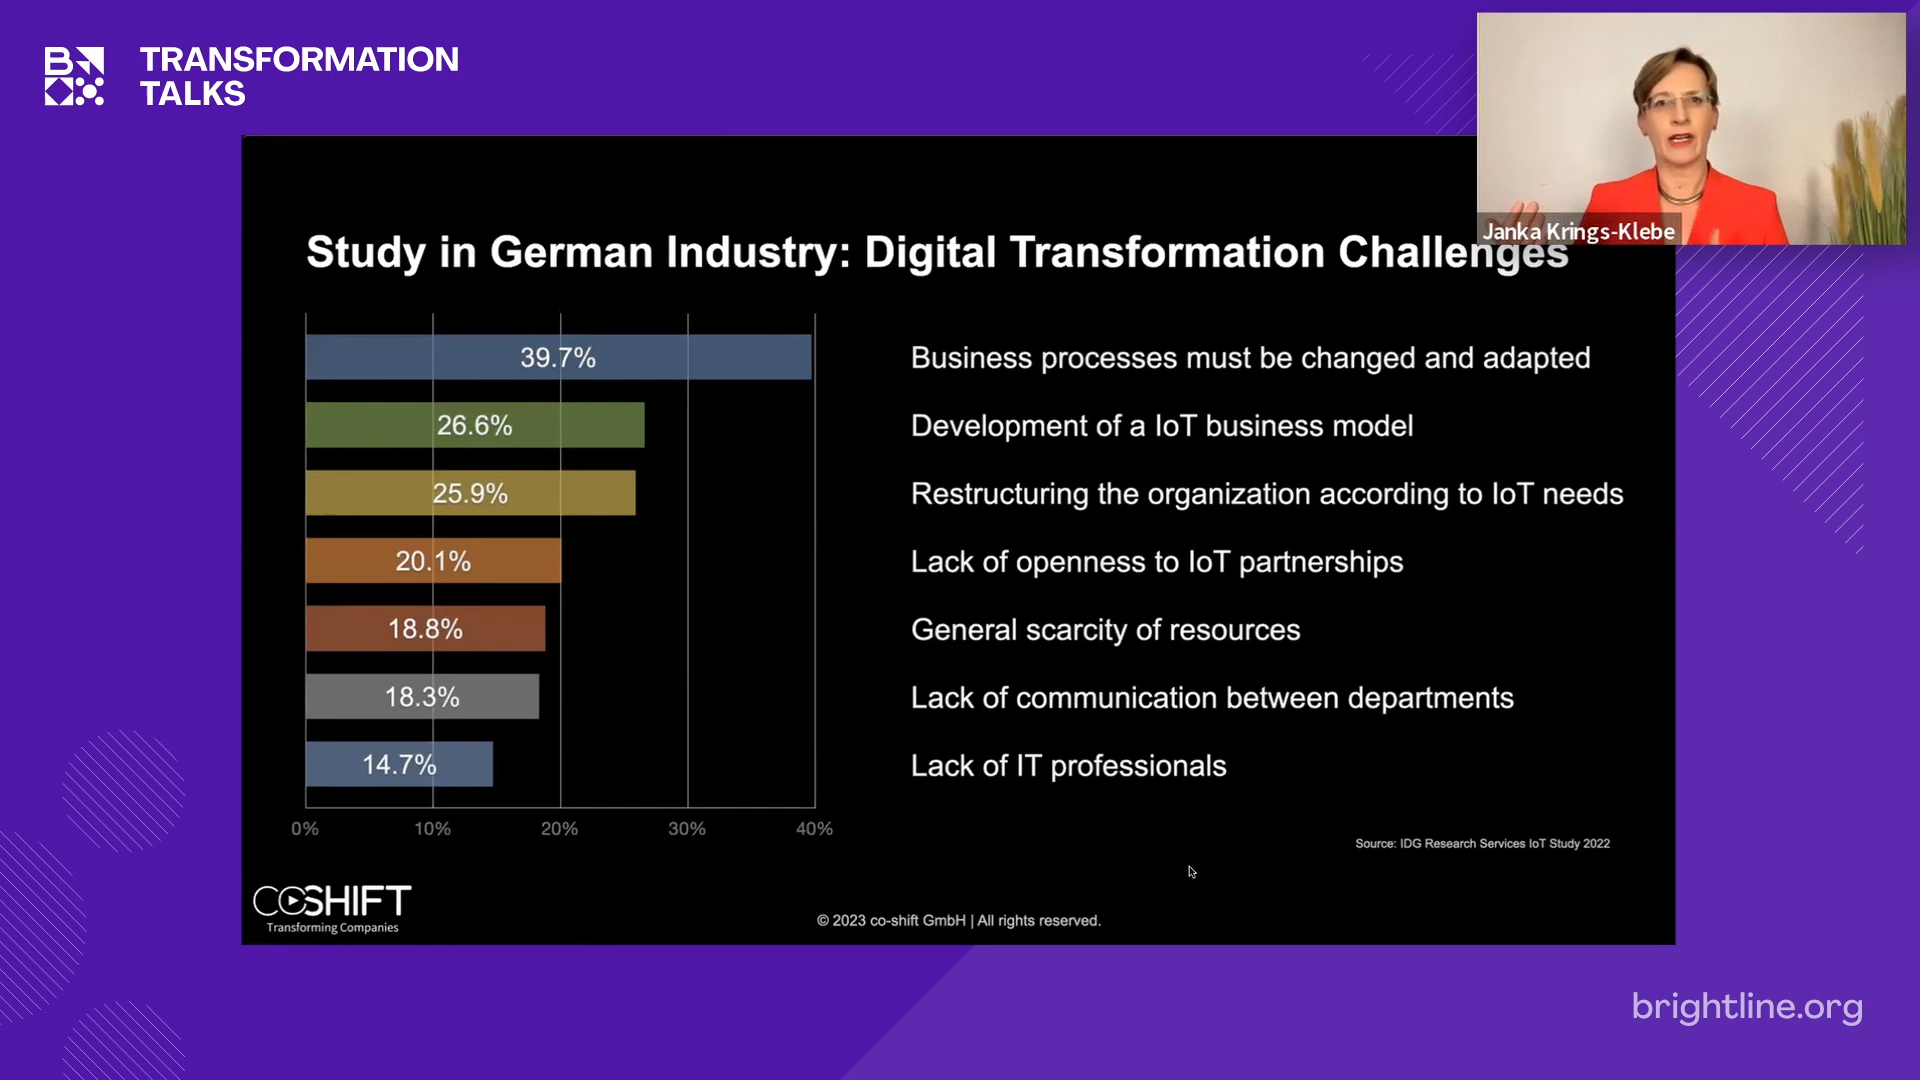 TRANSFORMATION
TALKS
Janka Krings-Klebe
Study in German Industry: Digital Transformation Challenges
39.7% Business processes must be changed and adapted
26.6% Development of a IoT business model
25.9% Restructuring the organization according to IoT needs
20.1% Lack of openness to IoT partnerships
18.8% General scarcity of resources
18.3% Lack of communication between departments
14.7% Lack of IT professionals
0% 10% 20% 30% 40%
Source: IDG Research Services IoT Study 2022
COSHIFT
Transforming Companies
© 2023 co-shift GmbH | All rights reserved.
brightline.org